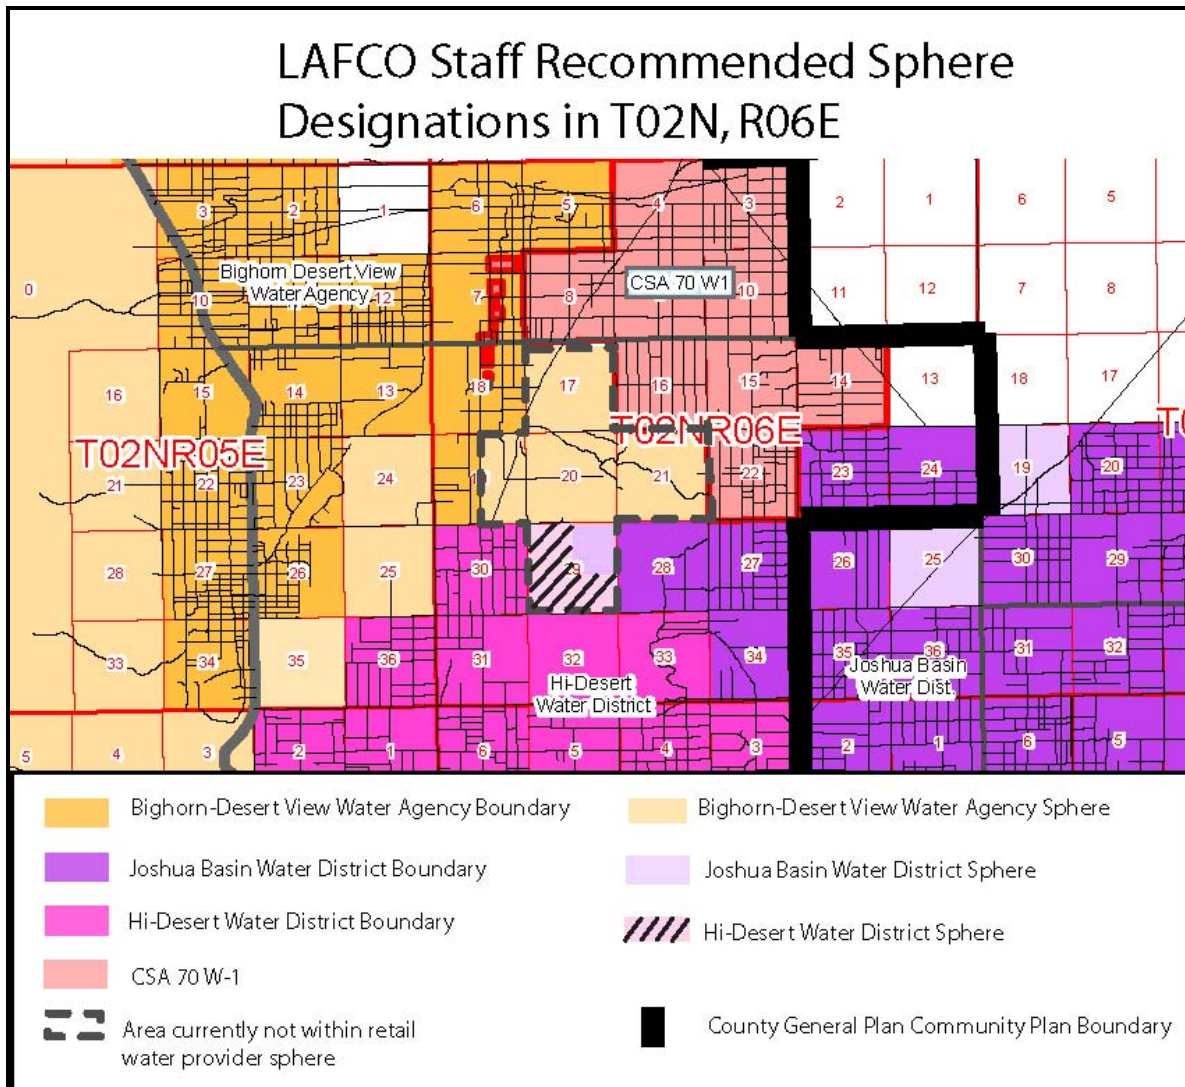 LAFCO Staff Recommended Sphere
Designations in T02N, R06E
3 2 1 6 5 4 3 2 1 6 5
Bighorn Desert View
Water Agency
CSA 70 W1
0 10 12 7 8 10 11 12 7 8
16 15 14 13 18 17 16 15 14 13 18 17
T02NR05E T02NR06E
21 22 23 24 20 21 22 23 24 19 20
28 27 26 25 30 29 28 27 26 25 30 29
33 34 35 36 31 32 33 34 35 36 31 32
Hi-Desert
Water District
Joshua Basin
Water Dist.
5 4 3 2 1 6 5 4 3 2 1 6 5
Bighorn-Desert View Water Agency Boundary
Bighorn-Desert View Water Agency Sphere
Joshua Basin Water District Boundary
Joshua Basin Water District Sphere
Hi-Desert Water District Boundary
Hi-Desert Water District Sphere
CSA 70 W-1
Area currently not within retail
water provider sphere
County General Plan Community Plan Boundary